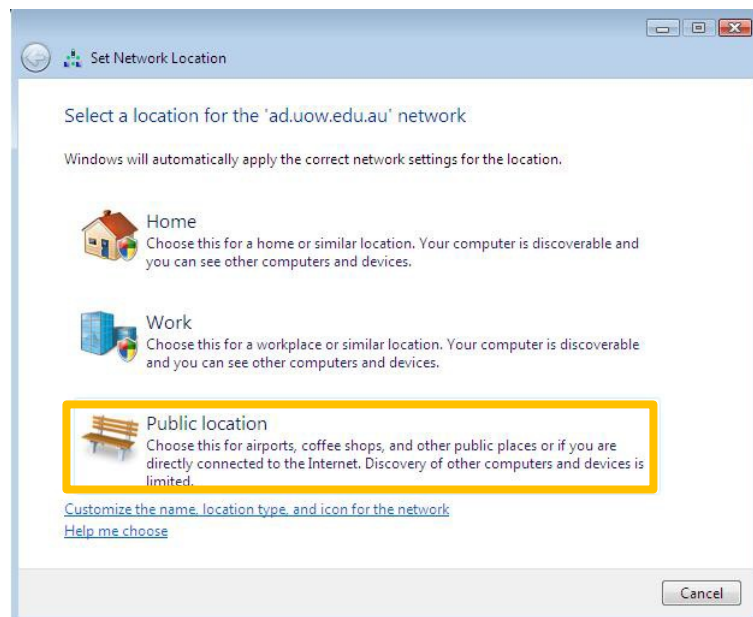 Set Network Location
Select a location for the 'ad.uow.edu.au' network
Windows will automatically apply the correct network settings for the location.
Home
Choose this for a home or similar location. Your computer is discoverable and
you can see other computers and devices.
Work
Choose this for a workplace or similar location. Your computer is discoverable
and you can see other computers and devices.
Public location
Choose this for airports, coffee shops, and other public places or if you are
directly connected to the Internet. Discovery of other computers and devices is
limited.
Customize the name, location type, and icon for the network
Help me choose
Cancel